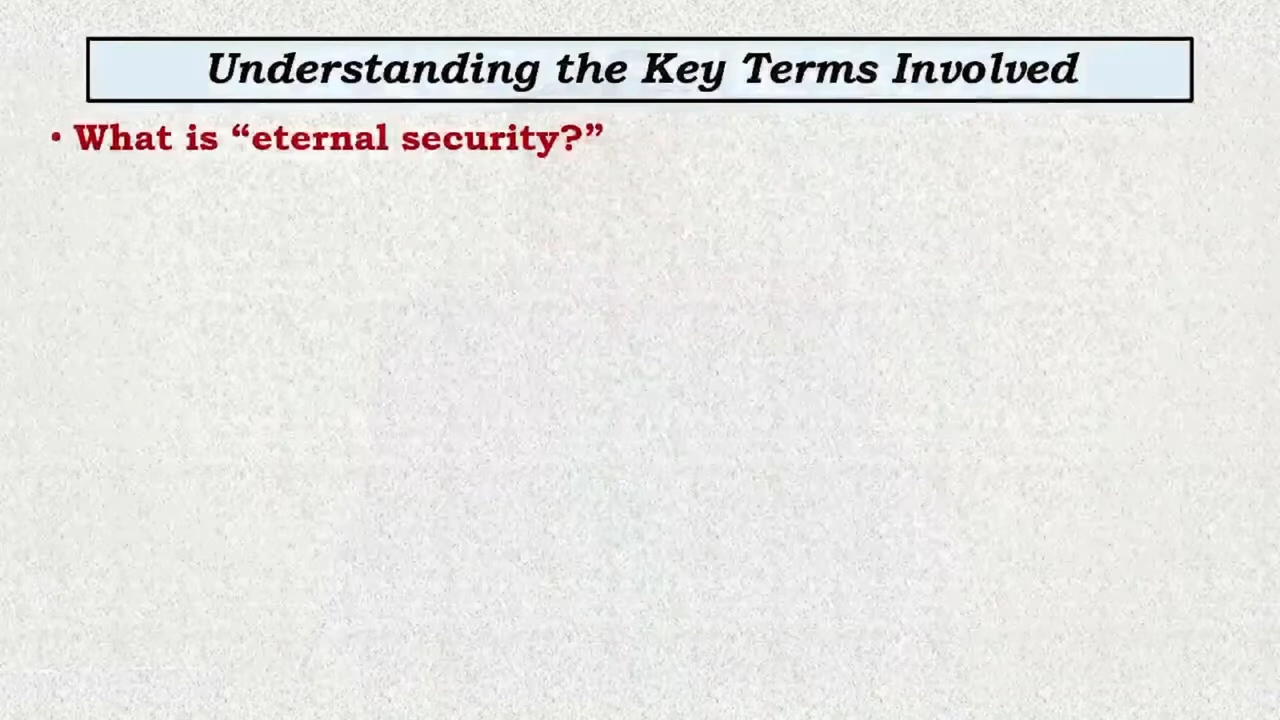 Understanding the Key Terms Involved
• What is “eternal security?”